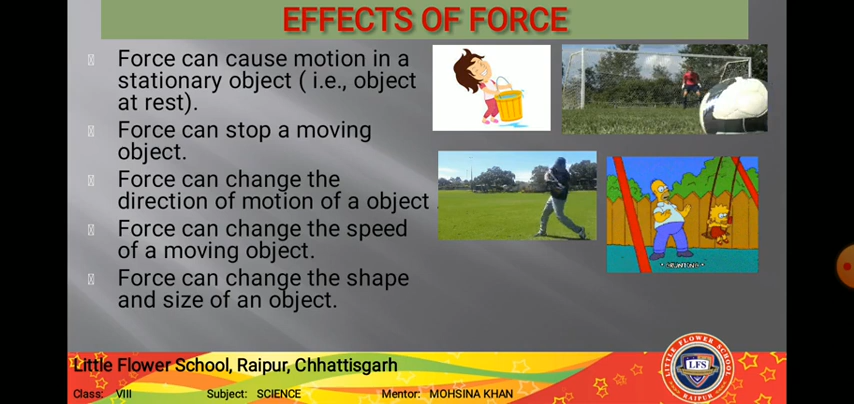 EFFECTS OF FORCE
Force can cause motion in a
stationary object ( i.e., object
at rest).
Force can stop a moving
object.
Force can change the
direction of motion of a object .
Force can change the speed
of a moving object.
Force can change the shape
and size of an object.
Little Flower School, Raipur, Chhattisgarh
Class: VIII Subject: SCIENCE Mentor: MOHSINA KHAN
LITTLE FLOWER SCHOOL
LFS
RAIPUR